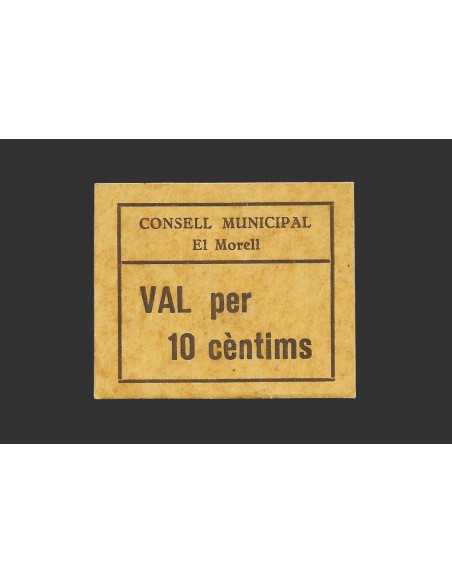 CONSELL MUNICIPAL
El Morell
VAL per
10 cèntims